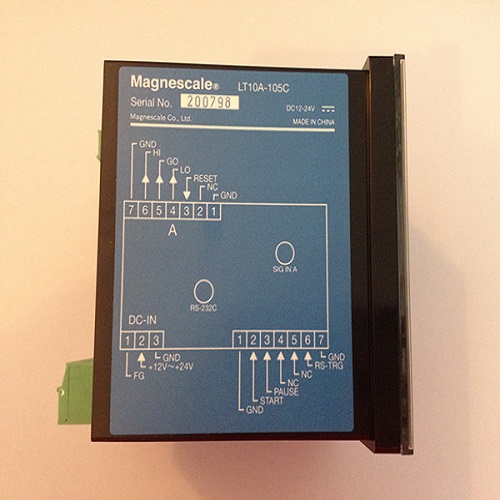 Magnescale® LT10A-105C
Serial No. 200798 DC12-24V
Magnescale Co., Ltd. MADE IN CHINA
GND
HI
GO
LO
RESET
NC
GND
7 6 5 4 3 2 1
A
SIG IN A
RS-232C
DC-IN
1 2 3
1 2 3 4 5 6 7
GND
+12V~+24V
FG
GND
RS-TRG
NC
NC
PAUSE
START
GND